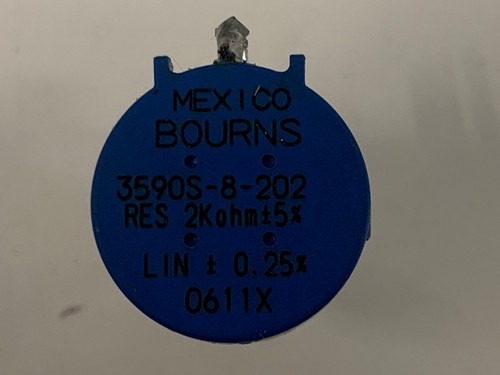 MEXICO
BOURNS
3590S-8-202
RES 2Kohm±5%
LIN ± 0.25%
0611X